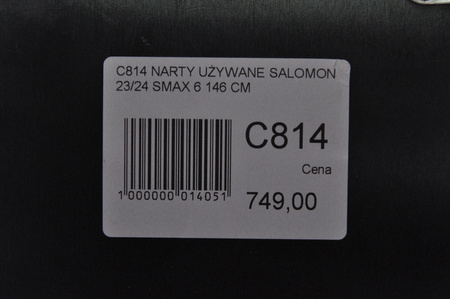 C814 NARTY UŻYWANE SALOMON
23/24 SMAX 6 146 CM
C814
Cena
1 000000 014051
749,00